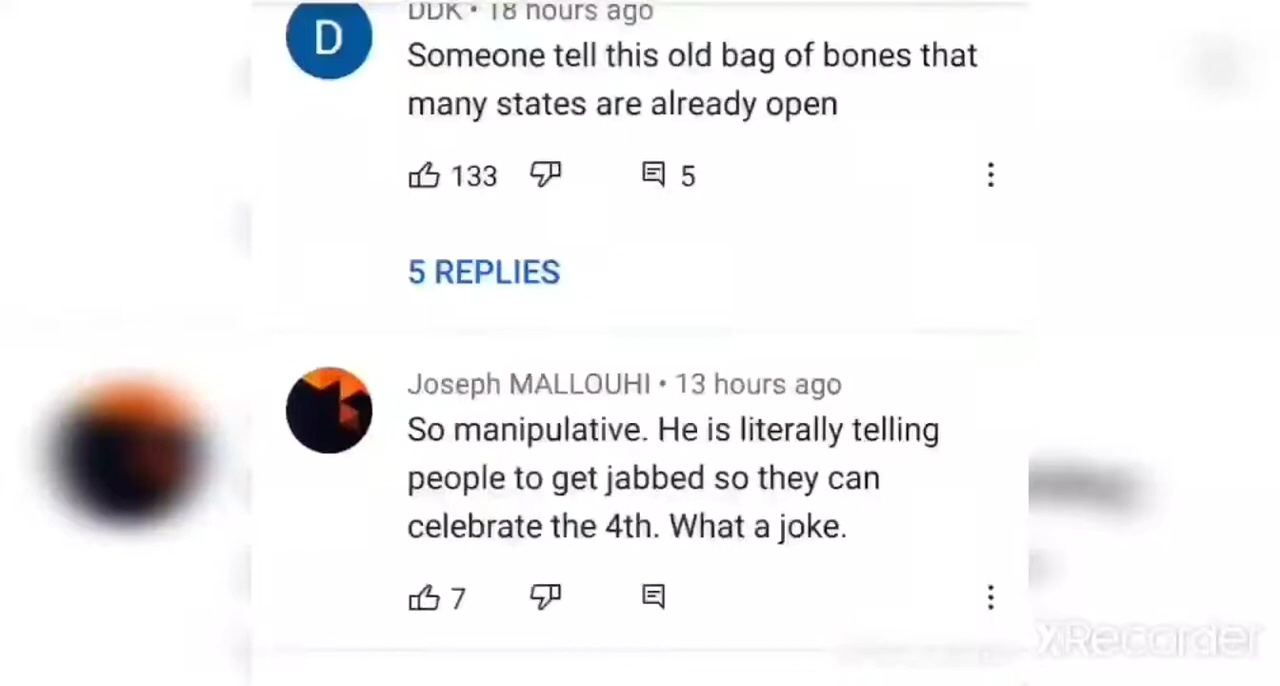 DDK • 18 hours ago
D
Someone tell this old bag of bones that
many states are already open
133 5
5 REPLIES
Joseph MALLOUHI • 13 hours ago
So manipulative. He is literally telling
people to get jabbed so they can
celebrate the 4th. What a joke.
7
XRecorder